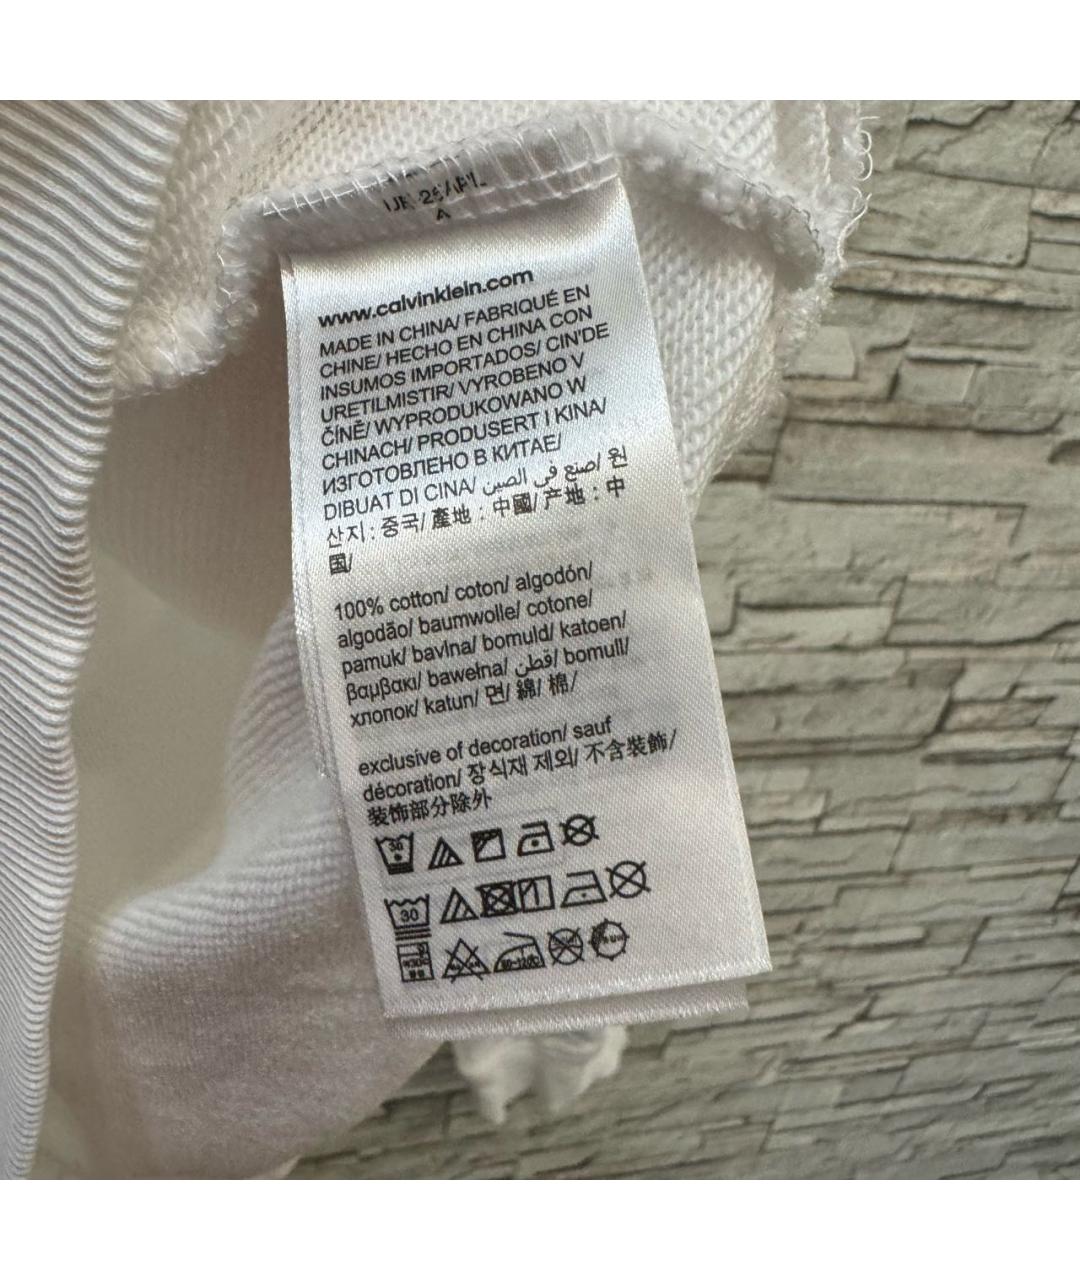 www.calvinklein.com
MADE IN CHINA/ FABRIQUÉ EN
CHINE/ HECHO EN CHINA CON
INSUMOS IMPORTADOS/ CIN'DE
URETILMISTIR/ VYROBENO V
ČÍNĚ/ WYPRODUKOWANO W
CHINACH/ PRODUSERT I KINA/
ИЗГОТОВЛЕНО В КИТАЕ/
DIBUAT DI CINA/ صنع في الصين/ 원
산지 : 중국/ 產地 : 中國/ 产地 : 中
国/
100% cotton/ coton/ algodón/
algodão/ baumwolle/ cotone/
pamuk/ bavlna/ bomuld/ katoen/
βαμβακι/ bawełna/ قطن/ bomull/
хлопок/ katun/ 면/ 綿/ 棉/
exclusive of decoration/ sauf
décoration/ 장식재 제외/ 不含裝飾/
装饰部分除外
30
30